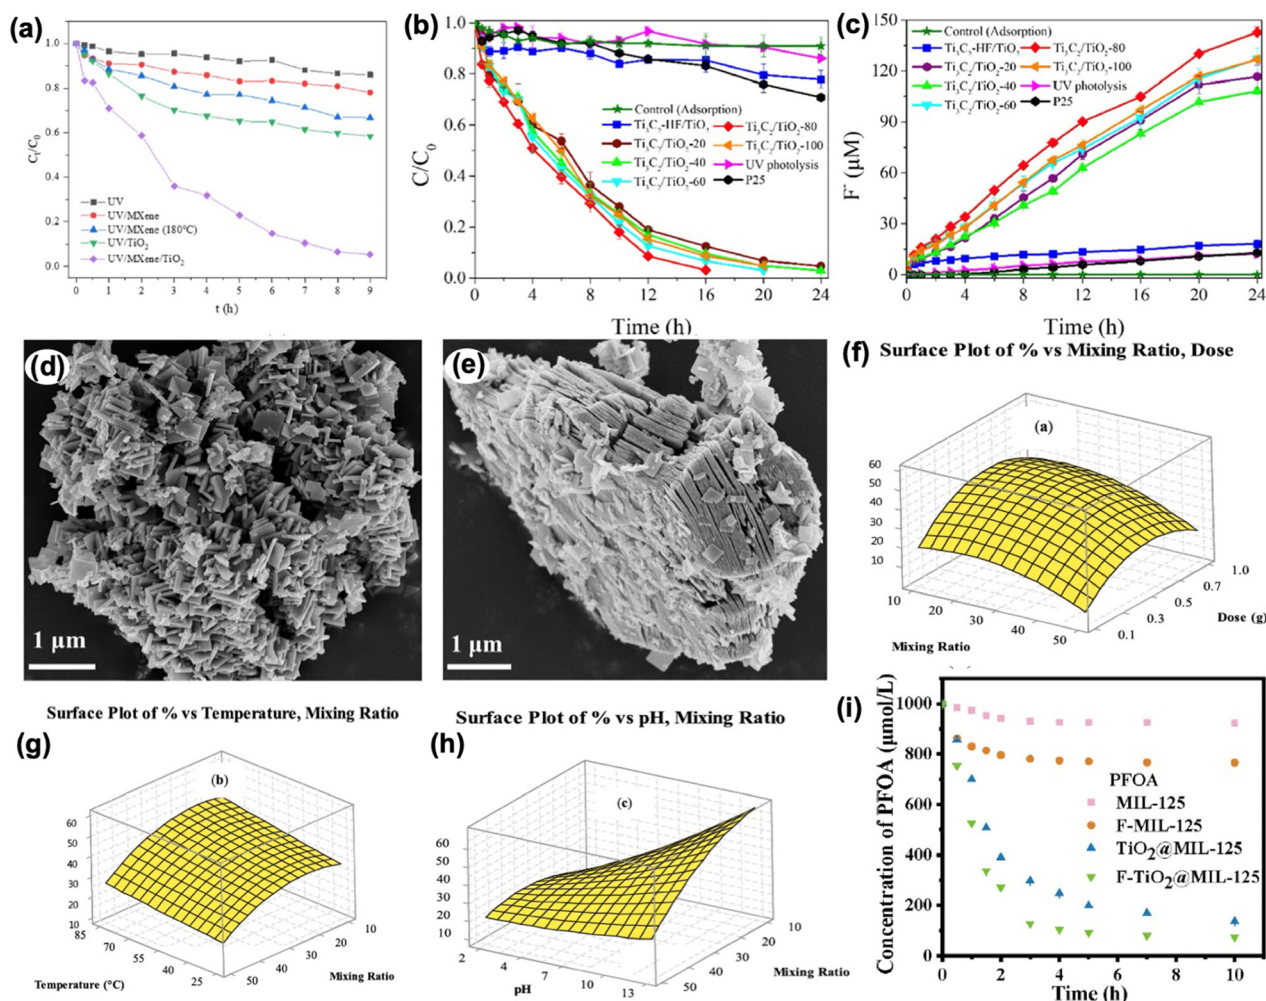 (a)
1.0
0.8
0.6
0.4
0.2
0.0
Cₜ/C₀
UV
UV/MXene
UV/MXene (180°C)
UV/TiO₂
UV/MXene/TiO₂
0 1 2 3 4 5 6 7 8 9
t (h)
(b)
1.0
0.8
0.6
0.4
0.2
0.0
C/C₀
Control (Adsorption)
Ti₃C₂-HF/TiOₓ
Ti₃C₂/TiO₂-20
Ti₃C₂/TiO₂-40
Ti₃C₂/TiO₂-60
Ti₃C₂/TiO₂-80
Ti₃C₂/TiO₂-100
UV photolysis
P25
0 4 8 12 16 20 24
Time (h)
(c)
150
125
100
75
50
25
0
F⁻ (µM)
Control (Adsorption)
Ti₃C₂-HF/TiOₓ
Ti₃C₂/TiO₂-20
Ti₃C₂/TiO₂-40
Ti₃C₂/TiO₂-60
Ti₃C₂/TiO₂-80
Ti₃C₂/TiO₂-100
UV photolysis
P25
0 4 8 12 16 20 24
Time (h)
(d)
1 µm
(e)
1 µm
(f)
Surface Plot of % vs Mixing Ratio, Dose
(a)
60
50
40
30
20
10
10 20 30 40 50
Mixing Ratio
0.1 0.3 0.5 0.7 1.0
Dose (g)
Surface Plot of % vs Temperature, Mixing Ratio
(g)
(b)
60
50
40
30
20
10
85 70 55 40 25
Temperature (°C)
50 40 30 20 10
Mixing Ratio
Surface Plot of % vs pH, Mixing Ratio
(h)
(c)
60
50
40
30
20
10
2 4 7 10 13
pH
50 40 30 20 10
Mixing Ratio
(i)
1000
800
600
400
200
0
Concentration of PFOA (µmol/L)
PFOA
MIL-125
F-MIL-125
TiO₂@MIL-125
F-TiO₂@MIL-125
0 2 4 6 8 10
Time (h)